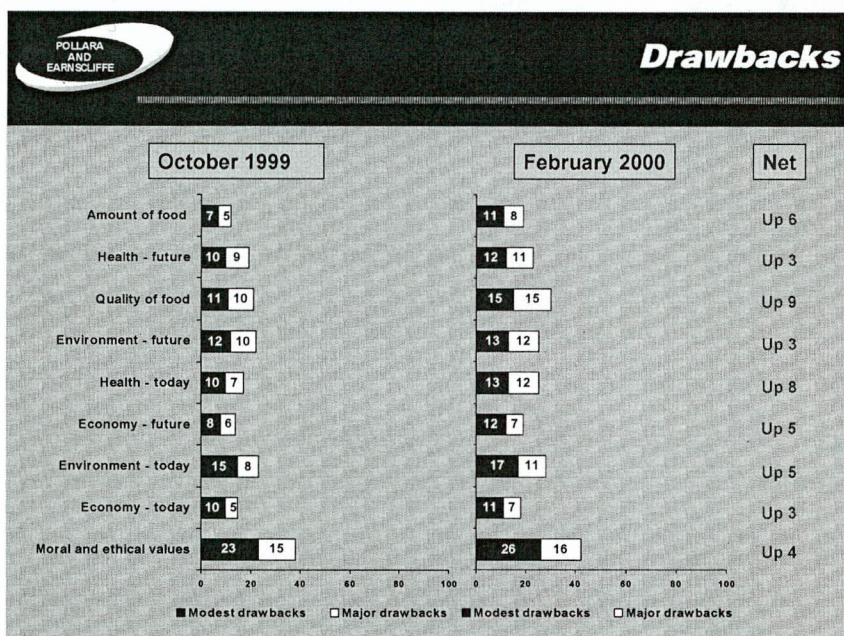 POLLARA
AND
EARNSCLIFFE
Drawbacks
October 1999 February 2000 Net
Amount of food 7 5 11 8 Up 6
Health - future 10 9 12 11 Up 3
Quality of food 11 10 15 15 Up 9
Environment - future 12 10 13 12 Up 3
Health - today 10 7 13 12 Up 8
Economy - future 8 6 12 7 Up 5
Environment - today 15 8 17 11 Up 5
Economy - today 10 5 11 7 Up 3
Moral and ethical values 23 15 26 16 Up 4
0 20 40 60 80 100 0 20 40 60 80 100
Modest drawbacks Major drawbacks Modest drawbacks Major drawbacks